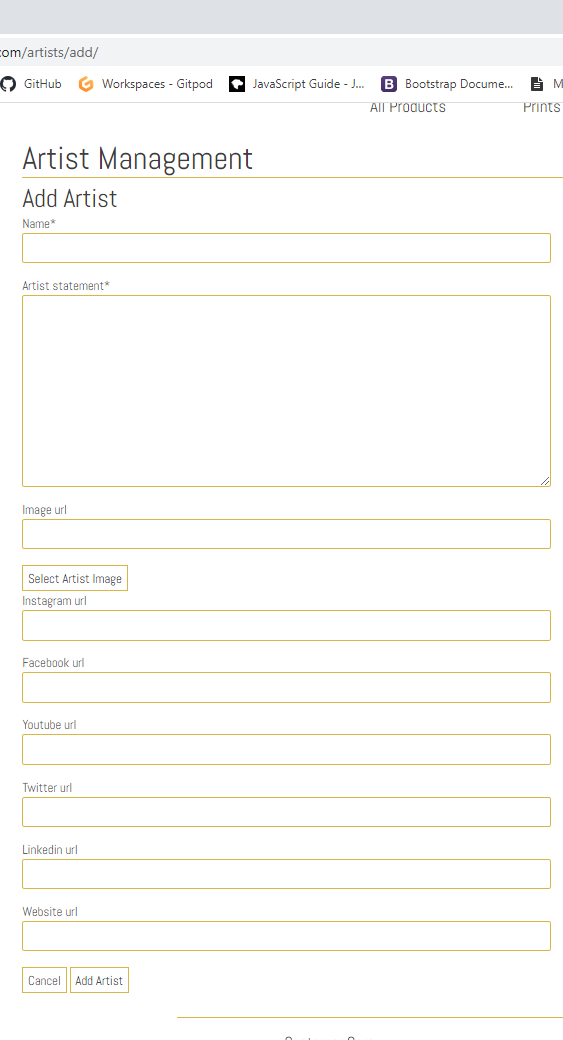 com/artists/add/
GitHub Workspaces - Gitpod JavaScript Guide - J... Bootstrap Docume... M
All Products Prints
Artist Management
Add Artist
Name*
Artist statement*
Image url
Select Artist Image
Instagram url
Facebook url
Youtube url
Twitter url
Linkedin url
Website url
Cancel Add Artist